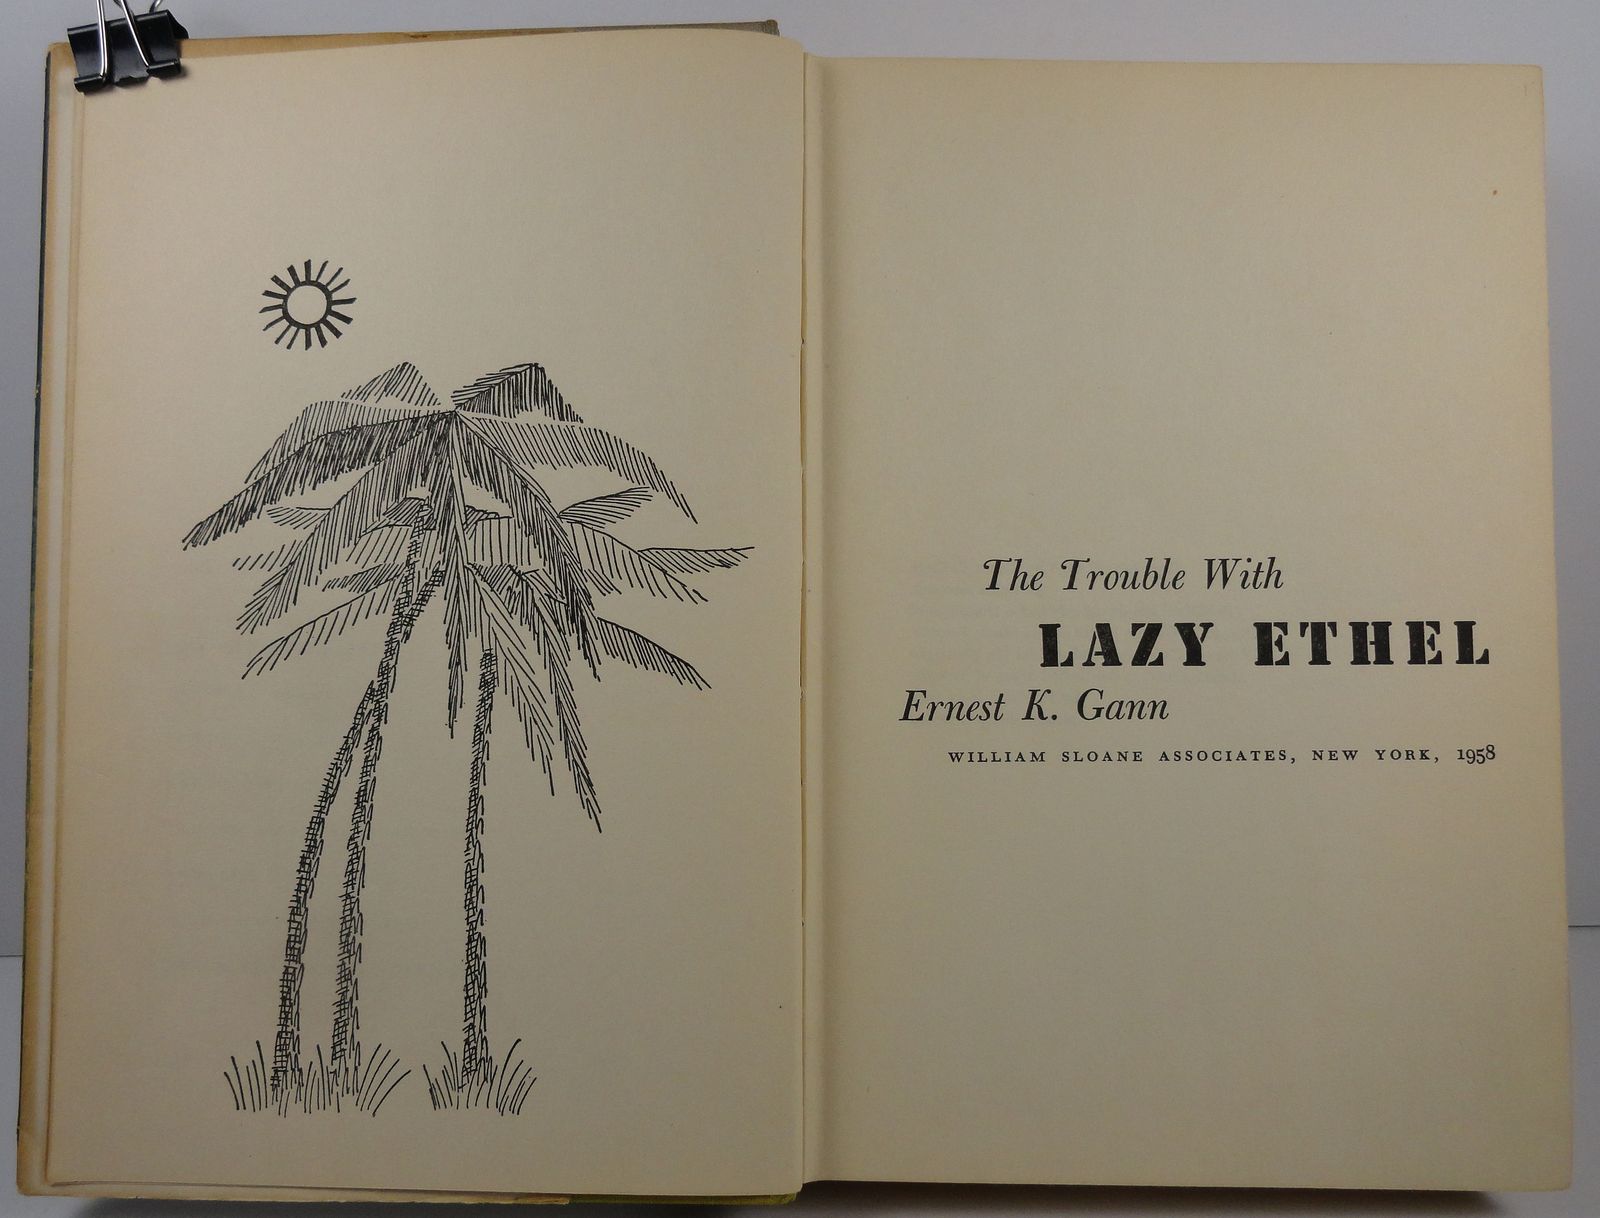 The Trouble With
LAZY ETHEL
Ernest K. Gann
WILLIAM SLOANE ASSOCIATES, NEW YORK, 1958